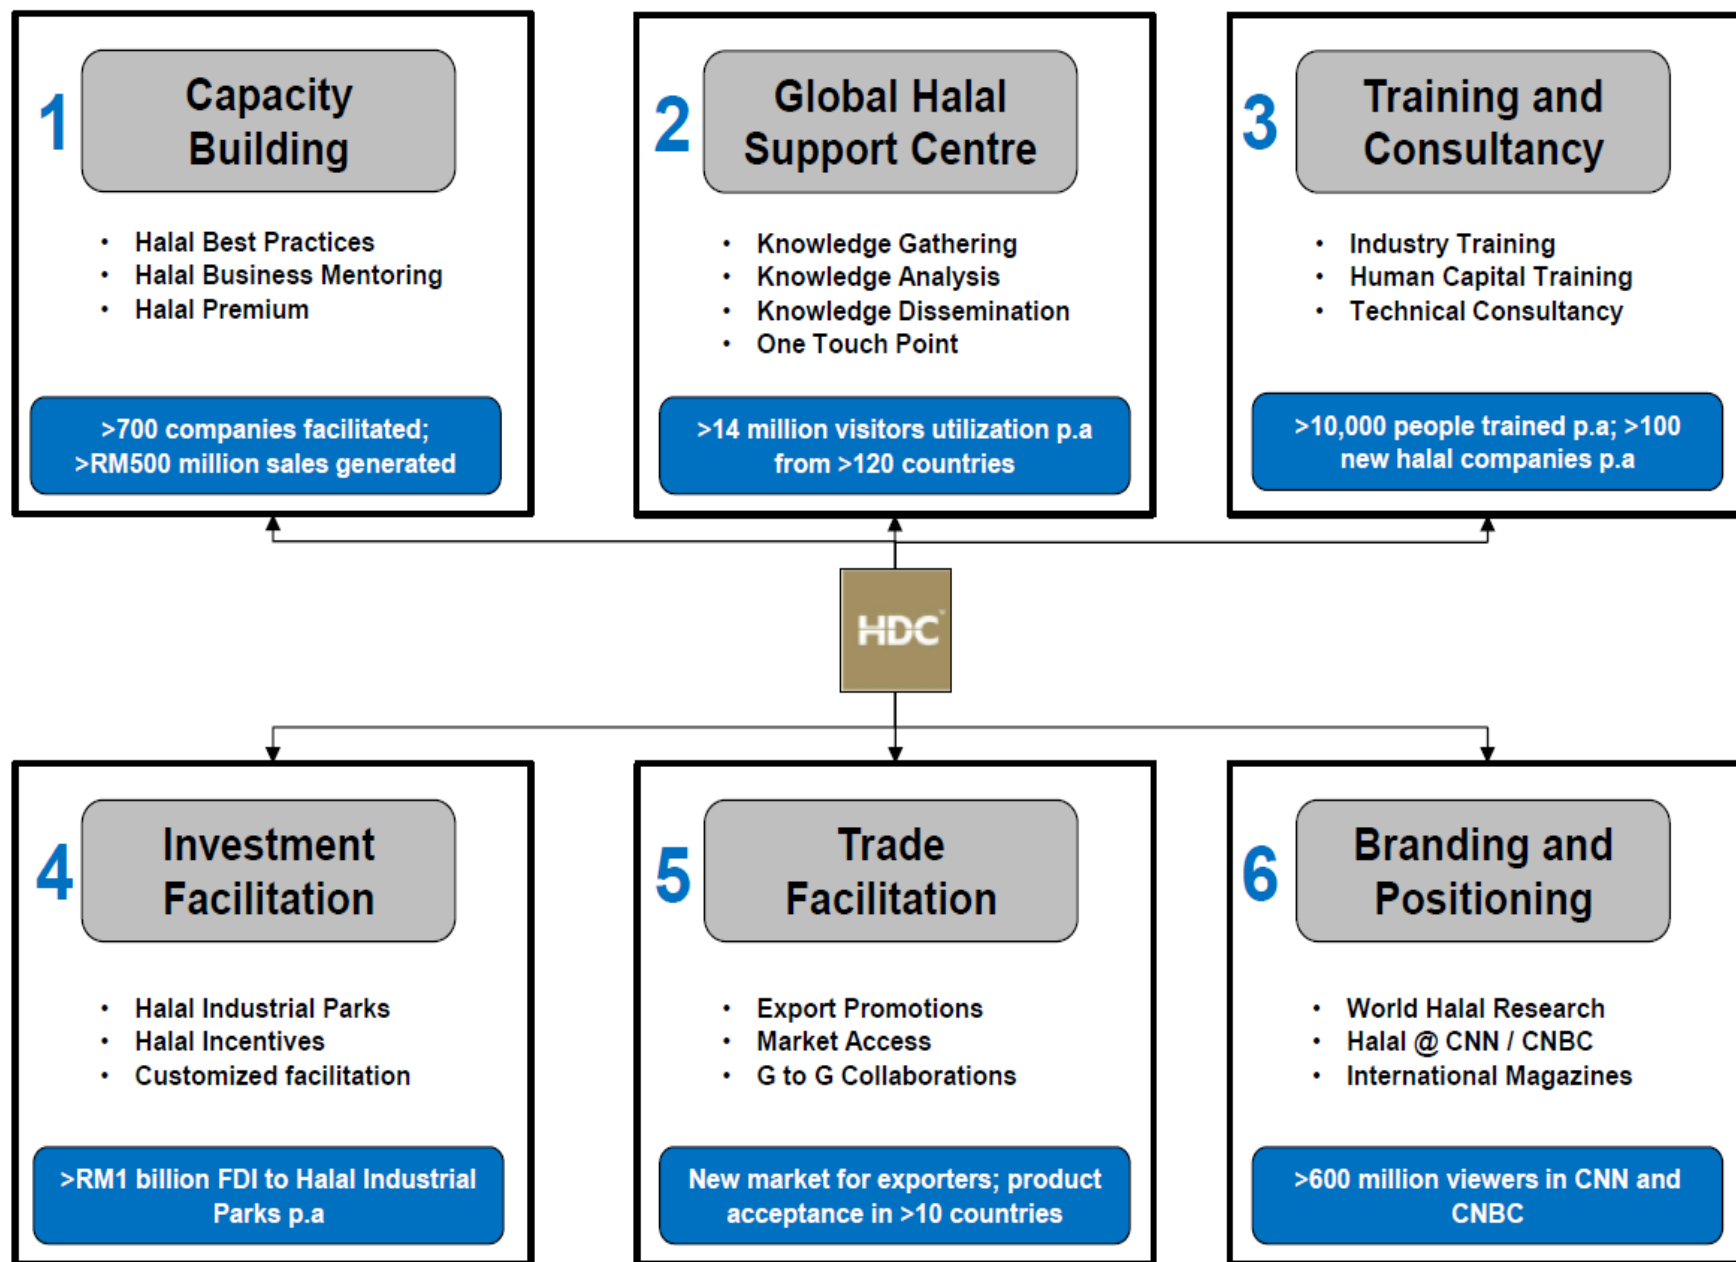 1
Capacity
Building
• Halal Best Practices
• Halal Business Mentoring
• Halal Premium
>700 companies facilitated;
>RM500 million sales generated
2
Global Halal
Support Centre
• Knowledge Gathering
• Knowledge Analysis
• Knowledge Dissemination
• One Touch Point
>14 million visitors utilization p.a
from >120 countries
3
Training and
Consultancy
• Industry Training
• Human Capital Training
• Technical Consultancy
>10,000 people trained p.a; >100
new halal companies p.a
HDC™
4
Investment
Facilitation
• Halal Industrial Parks
• Halal Incentives
• Customized facilitation
>RM1 billion FDI to Halal Industrial
Parks p.a
5
Trade
Facilitation
• Export Promotions
• Market Access
• G to G Collaborations
New market for exporters; product
acceptance in >10 countries
6
Branding and
Positioning
• World Halal Research
• Halal @ CNN / CNBC
• International Magazines
>600 million viewers in CNN and
CNBC